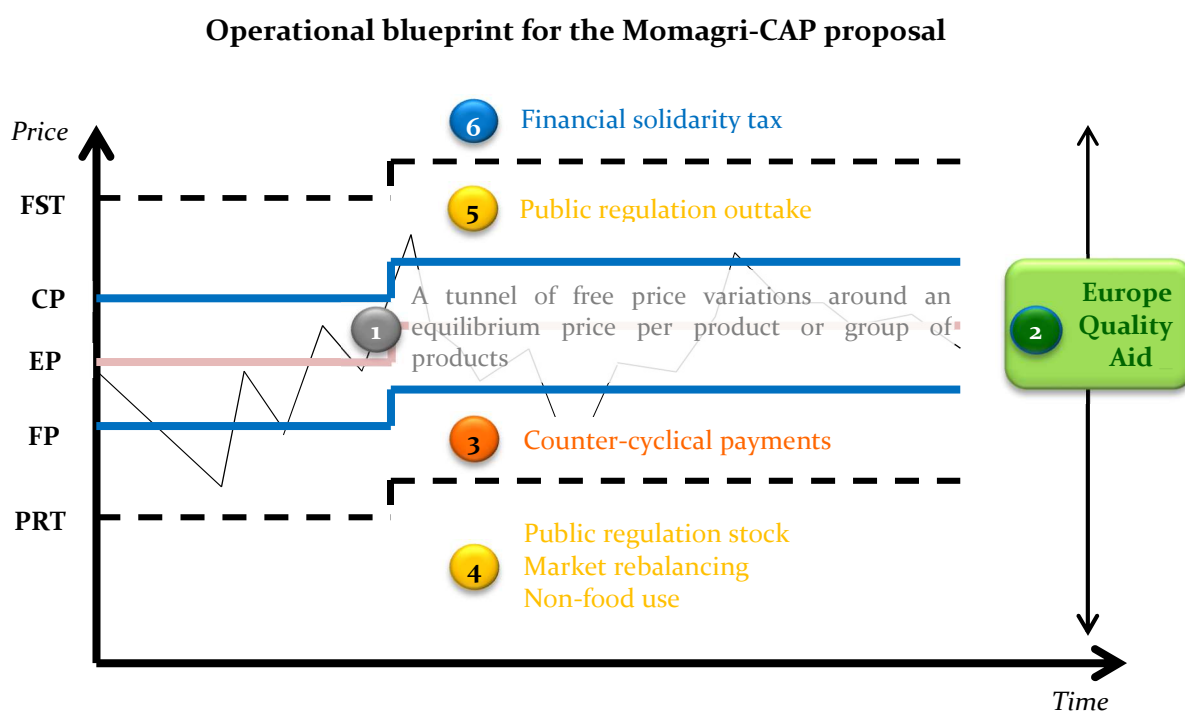 Operational blueprint for the Momagri-CAP proposal
Price
6 Financial solidarity tax
FST
5 Public regulation outtake
CP
A tunnel of free price variations around an
1 equilibrium price per product or group of
products
EP
Europe
2 Quality
Aid
FP
3 Counter-cyclical payments
PRT
Public regulation stock
4 Market rebalancing
Non-food use
Time